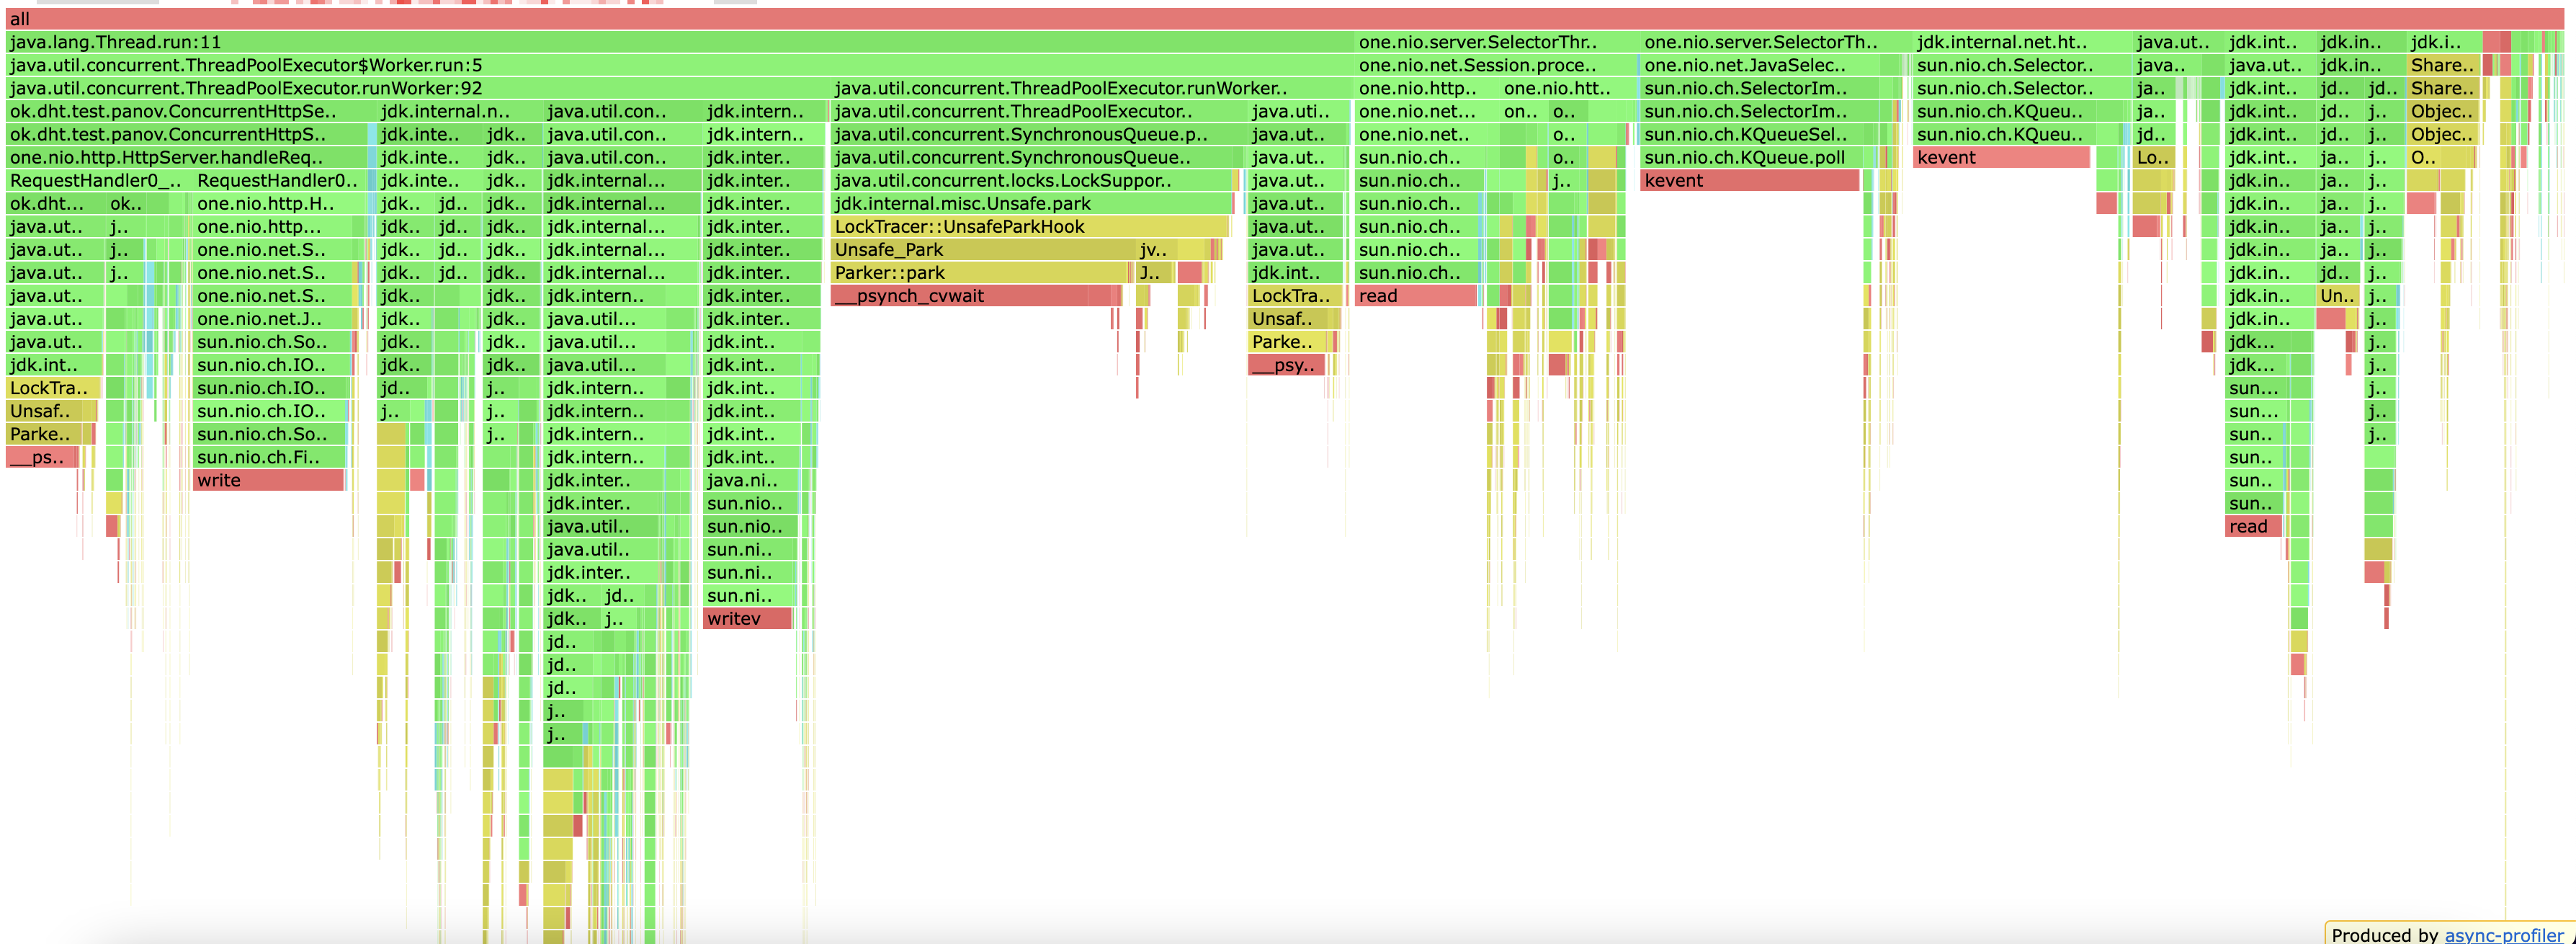 all
java.lang.Thread.run:11 one.nio.server.SelectorThr.. one.nio.server.SelectorTh.. jdk.internal.net.ht.. java.ut.. jdk.int.. jdk.in.. jdk.i..
java.util.concurrent.ThreadPoolExecutor$Worker.run:5 one.nio.net.Session.proce.. one.nio.net.JavaSelec.. sun.nio.ch.Selector.. java.. java.ut.. jdk.in.. Share..
java.util.concurrent.ThreadPoolExecutor.runWorker:92 java.util.concurrent.ThreadPoolExecutor.runWorker.. one.nio.http.. one.nio.htt.. sun.nio.ch.SelectorIm.. sun.nio.ch.Selector.. ja.. jdk.int.. jd.. jd.. Share..
ok.dht.test.panov.ConcurrentHttpSe.. jdk.internal.n.. java.util.con.. jdk.intern.. java.util.concurrent.ThreadPoolExecutor.. java.uti.. one.nio.net... on.. o.. sun.nio.ch.SelectorIm.. sun.nio.ch.KQueu.. ja.. jdk.int.. jd.. j.. Objec..
ok.dht.test.panov.ConcurrentHttpS.. jdk.inte.. jdk.. java.util.con.. jdk.intern.. java.util.concurrent.SynchronousQueue.p.. java.ut.. one.nio.net.. o.. sun.nio.ch.KQueueSel.. sun.nio.ch.KQueu.. jd.. jdk.int.. jd.. j.. Objec..
one.nio.http.HttpServer.handleReq.. jdk.inte.. jdk.. java.util.con.. jdk.inter.. java.util.concurrent.SynchronousQueue.. java.ut.. sun.nio.ch.. o.. sun.nio.ch.KQueue.poll kevent Lo.. jdk.int.. ja.. j.. O..
RequestHandler0_.. RequestHandler0.. jdk.inte.. jdk.. jdk.internal... jdk.inter.. java.util.concurrent.locks.LockSuppor.. java.ut.. sun.nio.ch.. j.. kevent jdk.in.. ja.. j..
ok.dht... ok.. one.nio.http.H.. jdk.. jd.. jdk.. jdk.internal... jdk.inter.. jdk.internal.misc.Unsafe.park java.ut.. sun.nio.ch.. jdk.in.. ja.. j..
java.ut.. j.. one.nio.http... jdk.. jd.. jdk.. jdk.internal... jdk.inter.. LockTracer::UnsafeParkHook java.ut.. sun.nio.ch.. jdk.in.. ja.. j..
java.ut.. j.. one.nio.net.S.. jdk.. jd.. jdk.. jdk.internal... jdk.inter.. Unsafe_Park jv.. java.ut.. sun.nio.ch.. jdk.in.. ja.. j..
java.ut.. j.. one.nio.net.S.. jdk.. jd.. jdk.. jdk.internal... jdk.inter.. Parker::park J.. jdk.int.. sun.nio.ch.. jdk.in.. jd.. j..
java.ut.. one.nio.net.S.. jdk.. jdk.. jdk.intern.. jdk.inter.. __psynch_cvwait LockTra.. read jdk.in.. Un.. j..
java.ut.. one.nio.net.J.. jdk.. jdk.. java.util... jdk.inter.. Unsaf.. jdk.in.. j..
java.ut.. sun.nio.ch.So.. jdk.. jdk.. java.util... jdk.int.. Parke.. jdk... j..
jdk.int.. sun.nio.ch.IO.. jdk.. jdk.. java.util... jdk.int.. __psy.. jdk... j..
LockTra.. sun.nio.ch.IO.. jd.. j.. jdk.intern.. jdk.int.. sun... j..
Unsaf.. sun.nio.ch.IO.. j.. j.. jdk.intern.. jdk.int.. sun... j..
Parke.. sun.nio.ch.So.. j.. jdk.intern.. jdk.int.. sun.. j..
__ps.. sun.nio.ch.Fi.. jdk.intern.. jdk.int.. sun..
write jdk.inter.. java.ni.. sun..
jdk.inter.. sun.nio.. sun..
java.util.. sun.nio.. read
java.util.. sun.ni..
jdk.inter.. sun.ni..
jdk.. jd.. sun.ni..
jdk.. j.. writev
jd..
jd..
jd..
j..
j..
Produced by async-profiler